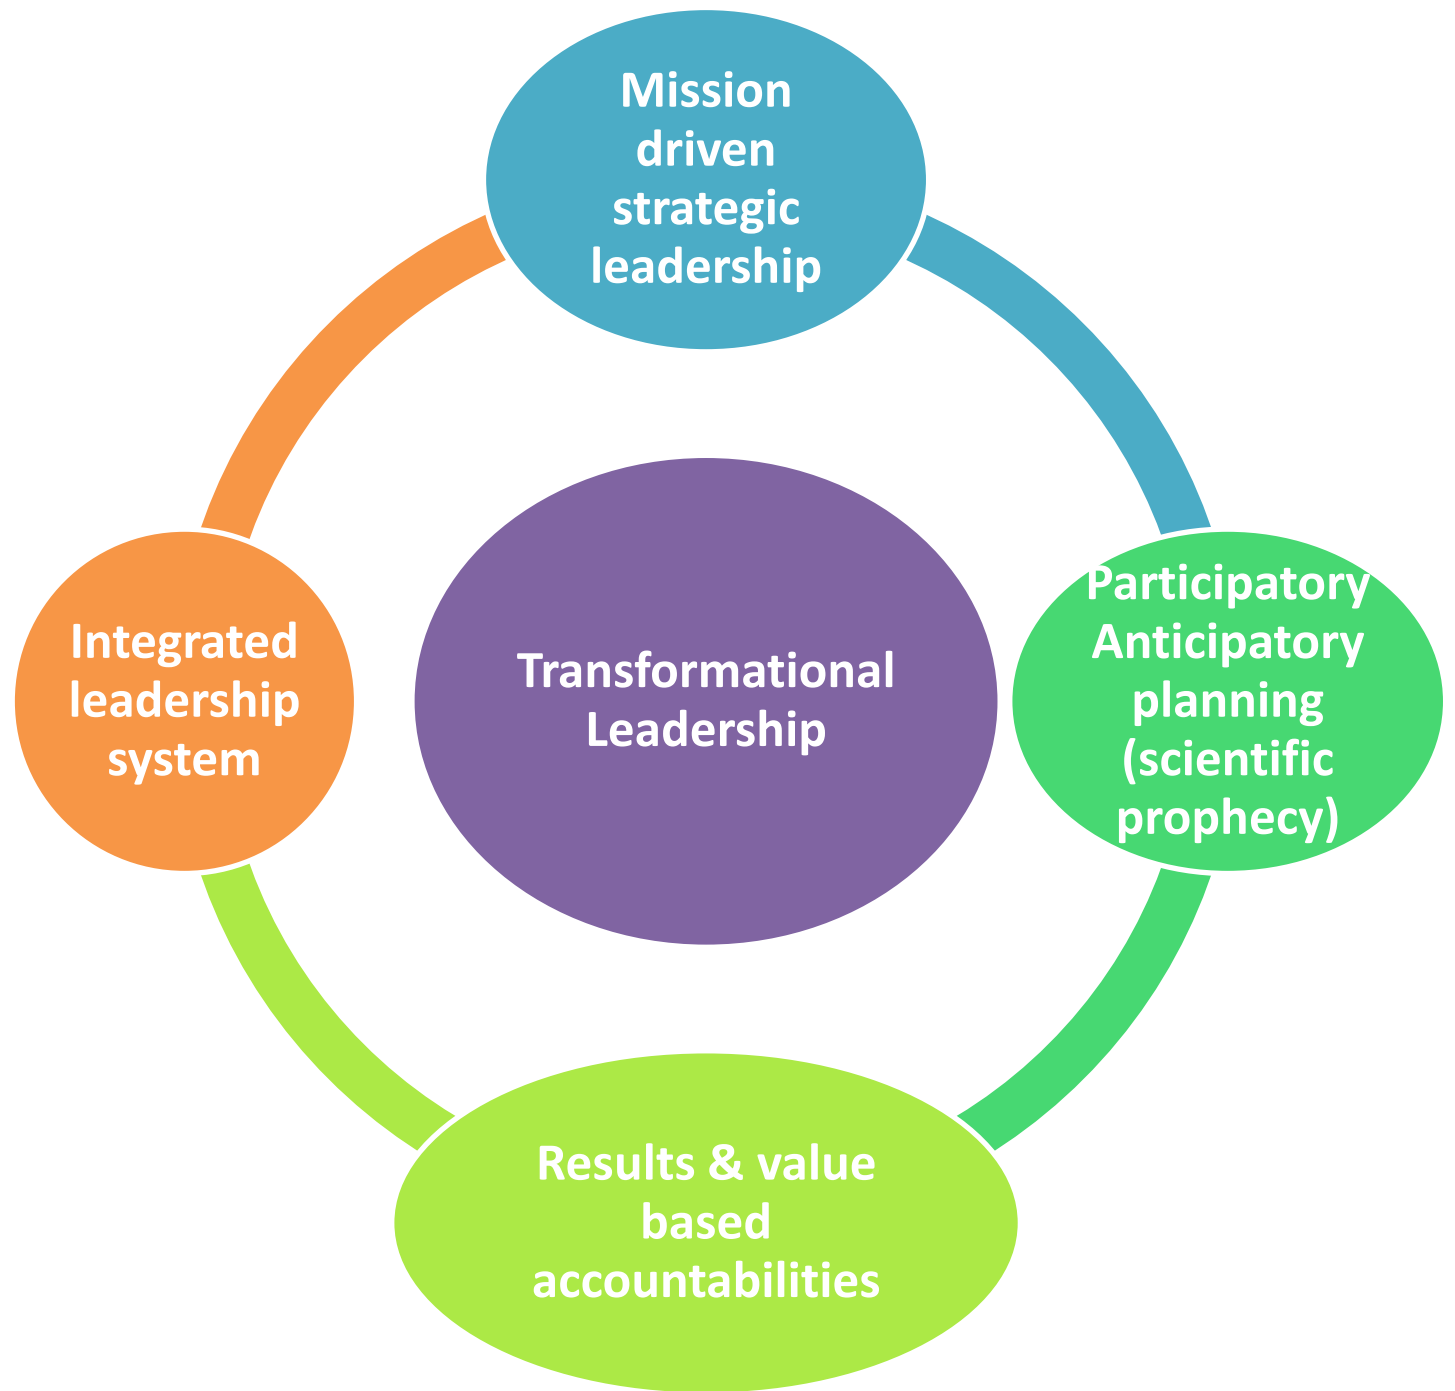 Mission
driven
strategic
leadership
Participatory
Anticipatory
planning
(scientific
prophecy)
Results & value
based
accountabilities
Integrated
leadership
system
Transformational
Leadership